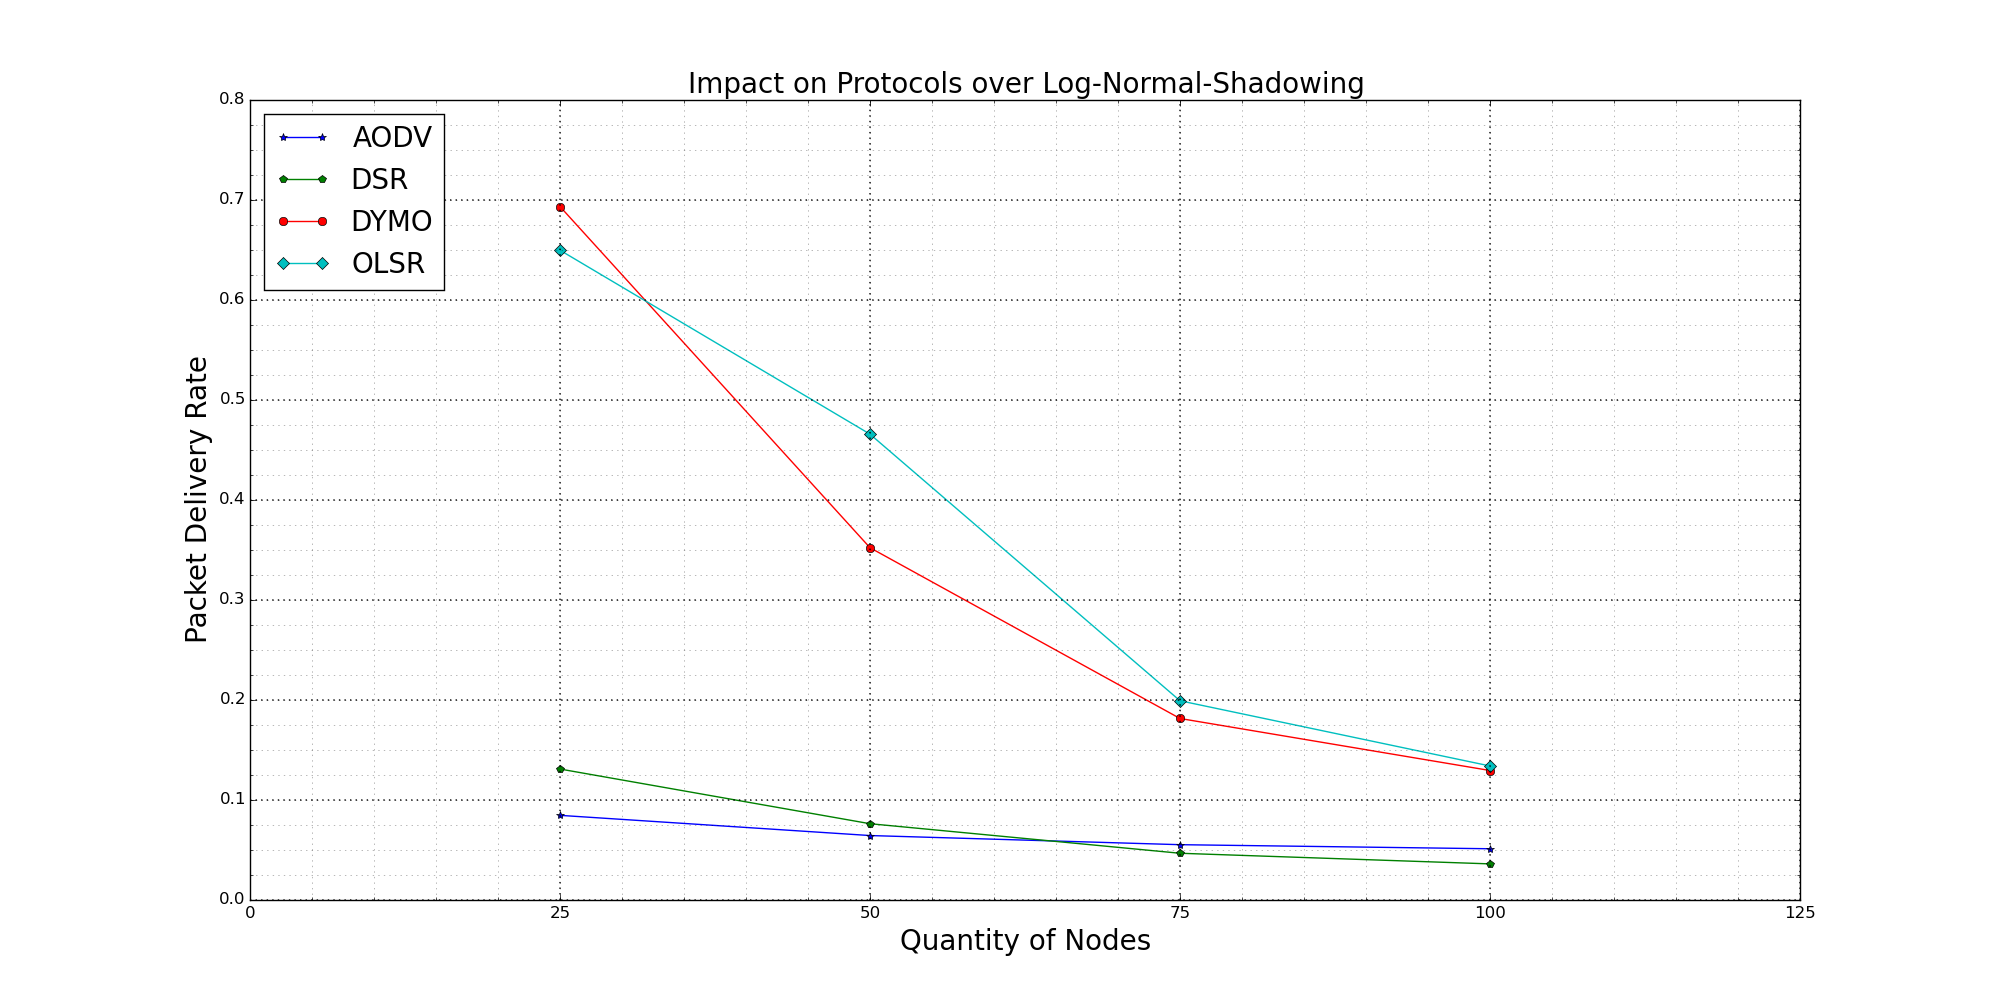 Impact on Protocols over Log-Normal-Shadowing
AODV
DSR
DYMO
OLSR
Packet Delivery Rate
0.8
0.7
0.6
0.5
0.4
0.3
0.2
0.1
0.0
0 25 50 75 100 125
Quantity of Nodes